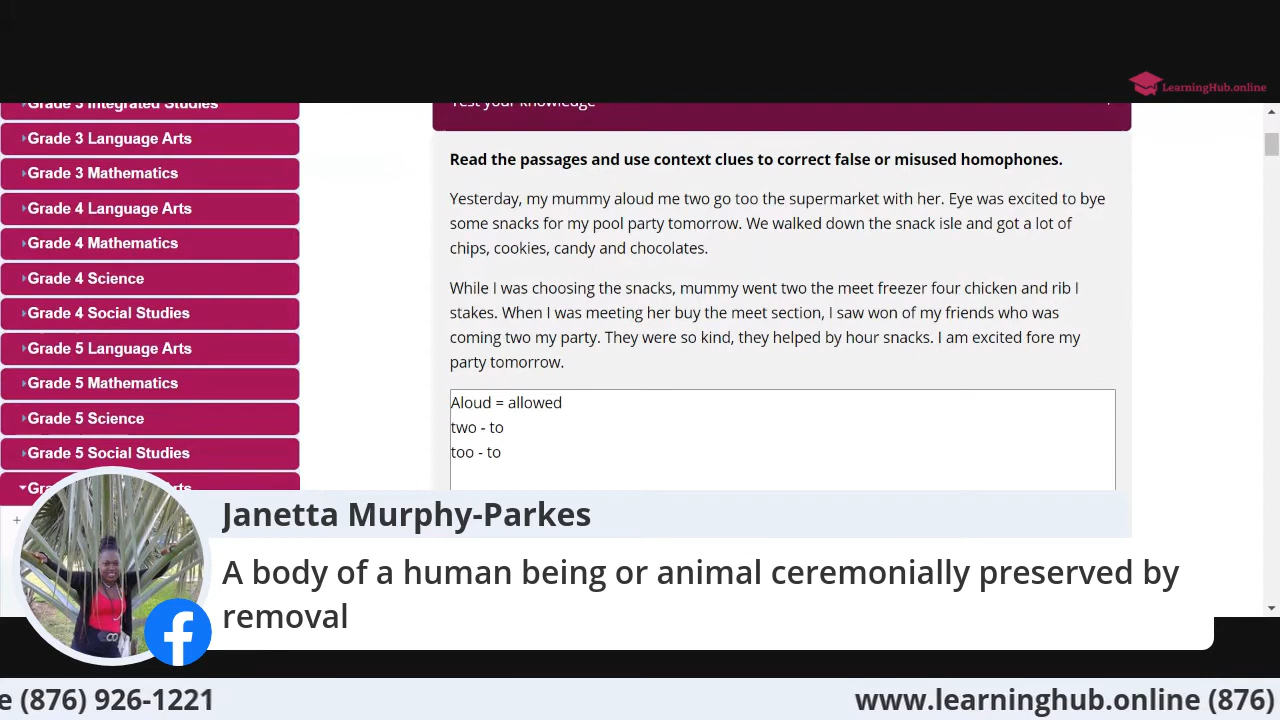 LearningHub.online
Grade 3 Integrated Studies
Test your knowledge
Grade 3 Language Arts
Grade 3 Mathematics
Grade 4 Language Arts
Grade 4 Mathematics
Grade 4 Science
Grade 4 Social Studies
Grade 5 Language Arts
Grade 5 Mathematics
Grade 5 Science
Grade 5 Social Studies
Read the passages and use context clues to correct false or misused homophones.
Yesterday, my mummy aloud me two go too the supermarket with her. Eye was excited to bye
some snacks for my pool party tomorrow. We walked down the snack isle and got a lot of
chips, cookies, candy and chocolates.
While I was choosing the snacks, mummy went two the meet freezer four chicken and rib I
stakes. When I was meeting her buy the meet section, I saw won of my friends who was
coming two my party. They were so kind, they helped by hour snacks. I am excited fore my
party tomorrow.
Aloud = allowed
two - to
too - to
Janetta Murphy-Parkes
A body of a human being or animal ceremonially preserved by
removal
e (876) 926-1221
www.learninghub.online (876)